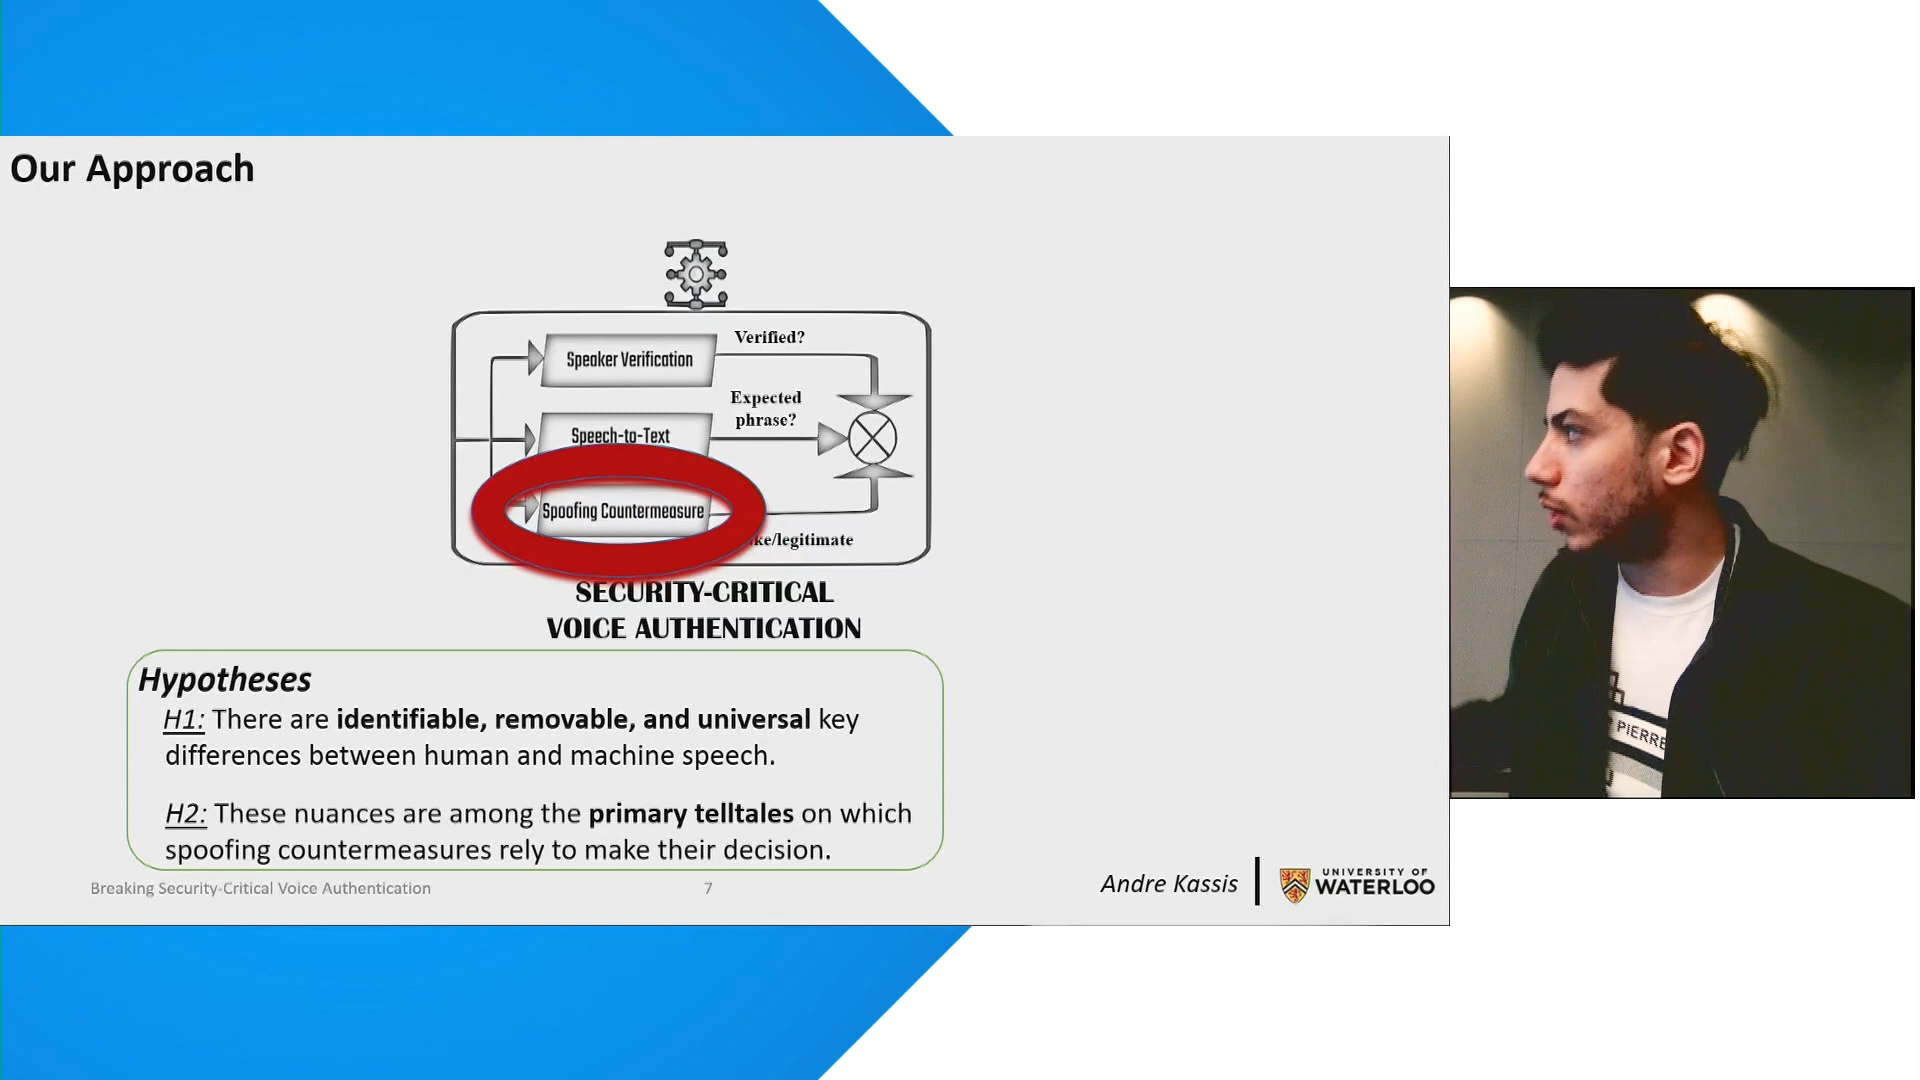 Our Approach
Verified?
Speaker Verification
Expected
phrase?
Speech-to-Text
Spoofing Countermeasure
/legitimate
SECURITY-CRITICAL
VOICE AUTHENTICATION
Hypotheses
H1: There are identifiable, removable, and universal key
differences between human and machine speech.
H2: These nuances are among the primary telltales on which
spoofing countermeasures rely to make their decision.
Breaking Security-Critical Voice Authentication
7
Andre Kassis
UNIVERSITY OF
WATERLOO
PIERRE